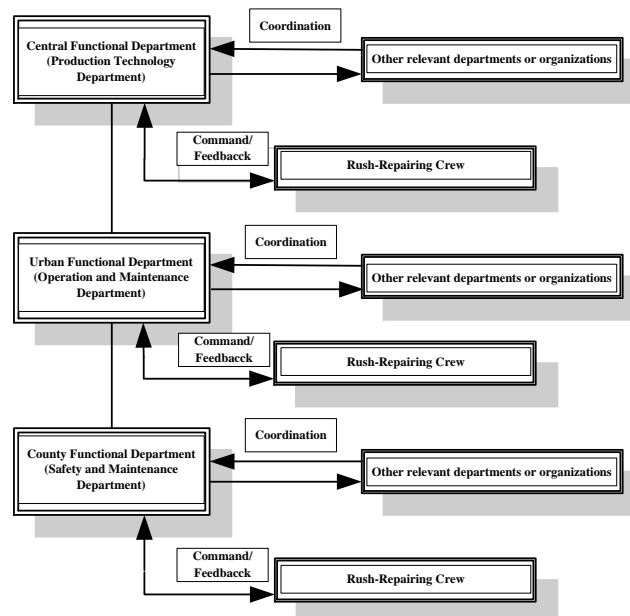 Coordination
Central Functional Department
(Production Technology
Department)
Other relevant departments or organizations
Command/
Feedbacck
Rush-Repairing Crew
Coordination
Urban Functional Department
(Operation and Maintenance
Department)
Other relevant departments or organizations
Command/
Feedbacck
Rush-Repairing Crew
Coordination
County Functional Department
(Safety and Maintenance
Department)
Other relevant departments or organizations
Command/
Feedbacck
Rush-Repairing Crew